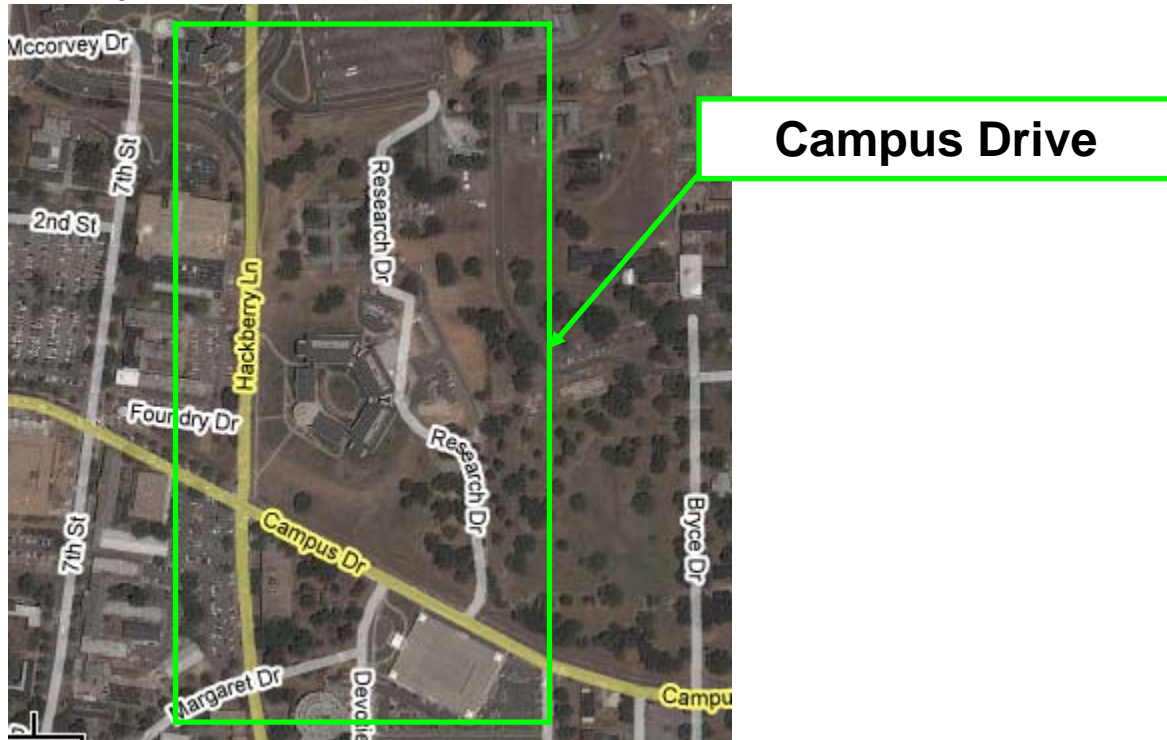 Mccorvey Dr
Campus Drive
7th St
Research Dr
2nd St
Hackberry Ln
Foundry Dr
Research Dr
Bryce Dr
7th St
Campus Dr
Margaret Dr
Campu